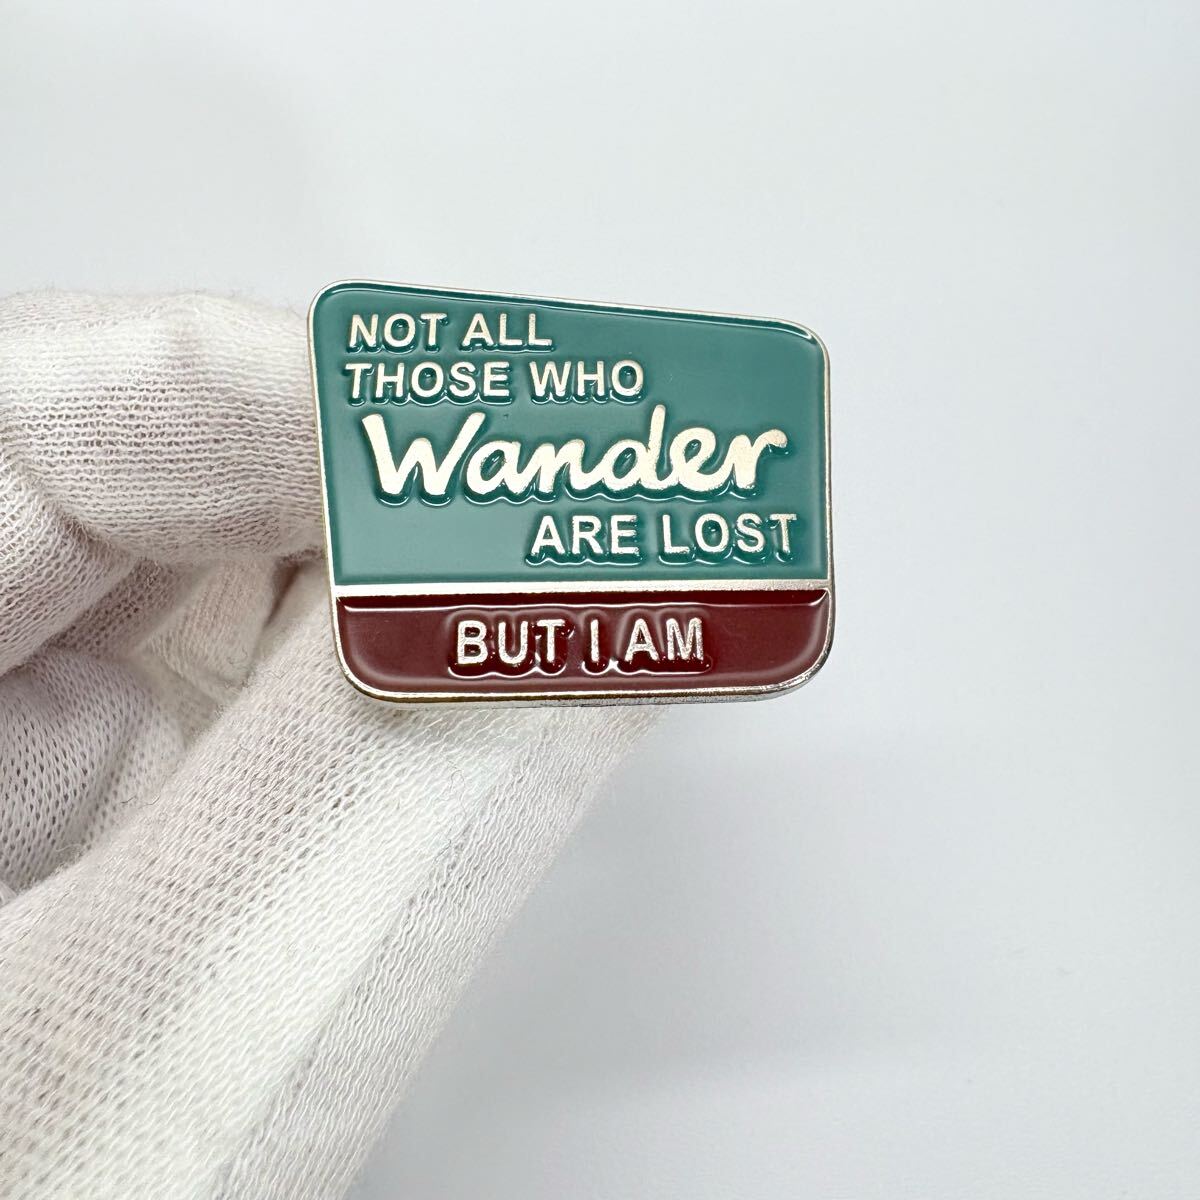 NOT ALL
THOSE WHO
Wander
ARE LOST
BUT I AM